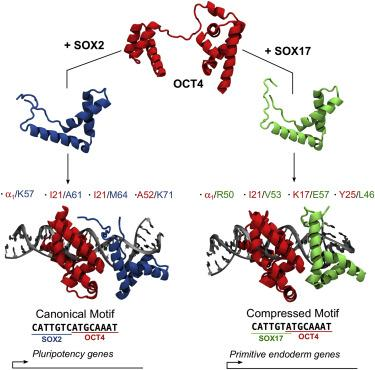 + SOX2
+ SOX17
OCT4
· α1/K57 · I21/A61 · I21/M64 · A52/K71
· α1/R50 · I21/V53 · K17/E57 · Y25/L46
Canonical Motif
CATTGTCATGCAAAT
SOX2 OCT4
Pluripotency genes
Compressed Motif
CATTGTATGCAAAT
SOX17 OCT4
Primitive endoderm genes